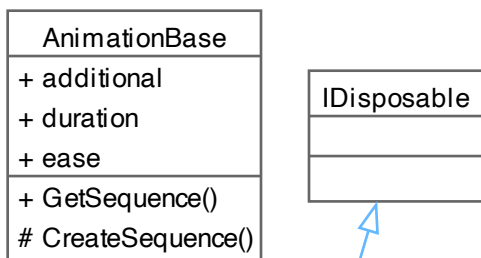 AnimationBase
+ additional
+ duration
+ ease
+ GetSequence()
# CreateSequence()
IDisposable